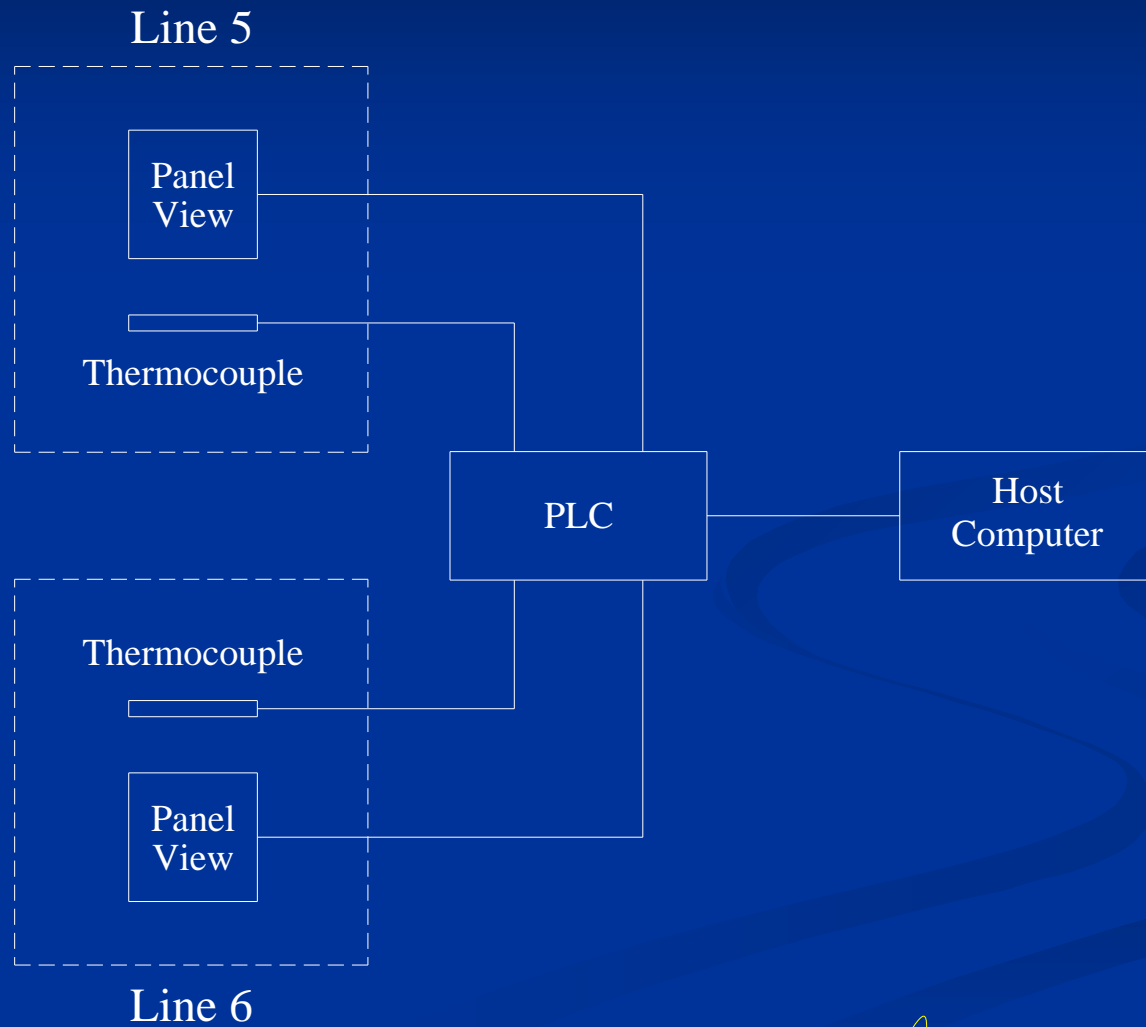 Line 5
Panel
View
Thermocouple
PLC
Host
Computer
Thermocouple
Panel
View
Line 6